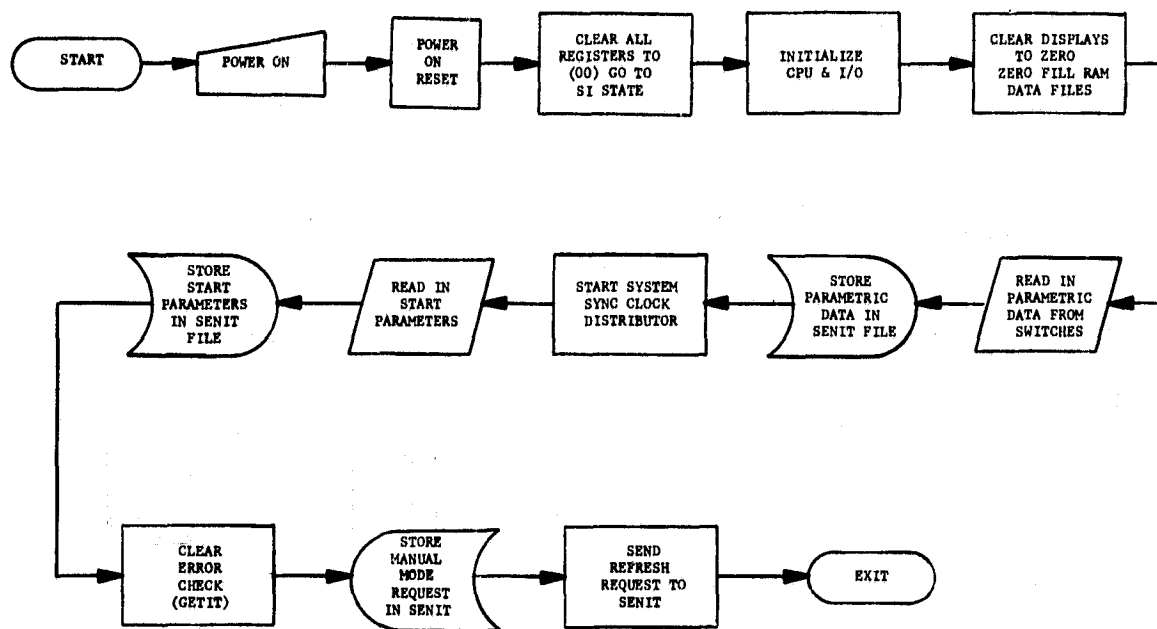 START
POWER ON
POWER
ON
RESET
CLEAR ALL
REGISTERS TO
(00) GO TO
SI STATE
INITIALIZE
CPU & I/O
CLEAR DISPLAYS
TO ZERO
ZERO FILL RAM
DATA FILES
READ IN
PARAMETRIC
DATA FROM
SWITCHES
STORE
PARAMETRIC
DATA IN
SENIT FILE
START SYSTEM
SYNC CLOCK
DISTRIBUTOR
READ IN
START
PARAMETERS
STORE
START
PARAMETERS
IN SENIT
FILE
CLEAR
ERROR
CHECK
(GETIT)
STORE
MANUAL
MODE
REQUEST
IN SENIT
SEND
REFRESH
REQUEST TO
SENIT
EXIT